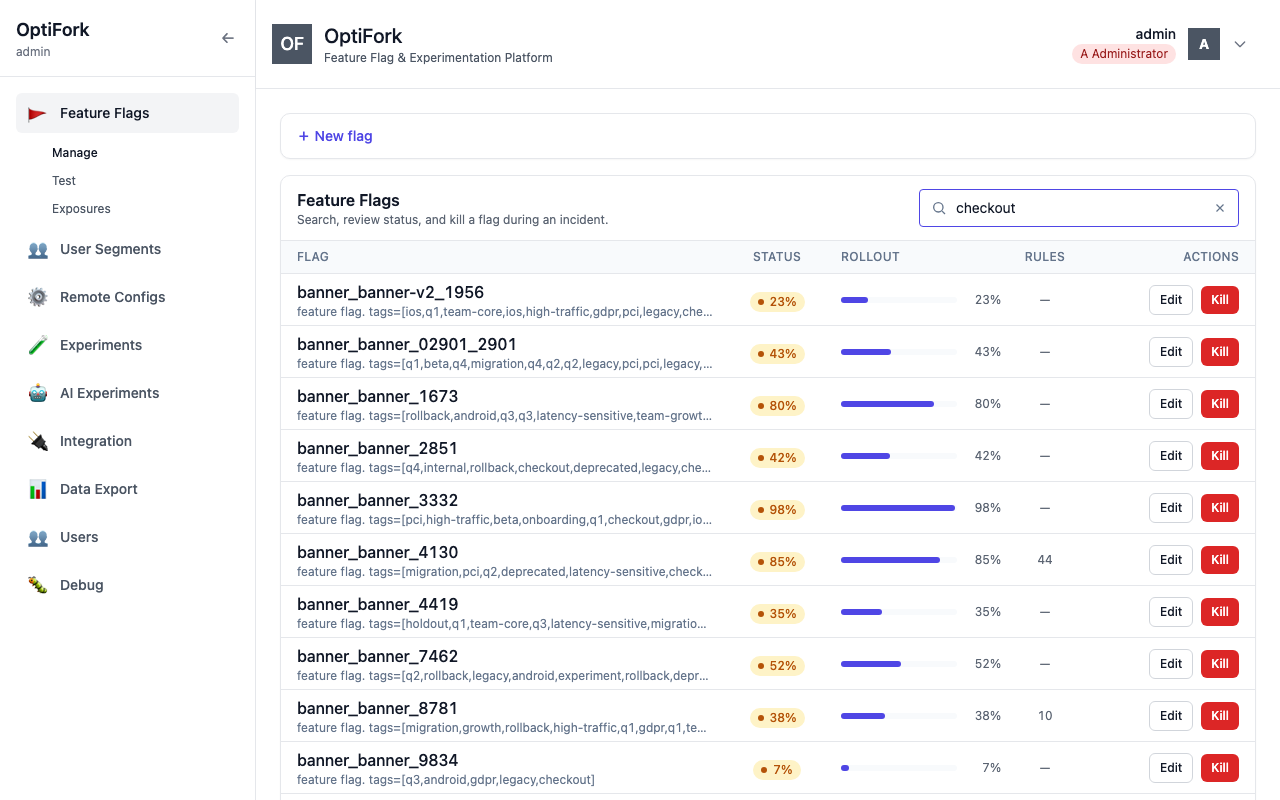 OptiFork
admin
←
OF
OptiFork
Feature Flag & Experimentation Platform
admin
A Administrator
A
Feature Flags
Manage
Test
Exposures
User Segments
Remote Configs
Experiments
AI Experiments
Integration
Data Export
Users
Debug
+ New flag
Feature Flags
Search, review status, and kill a flag during an incident.
checkout
×
FLAG STATUS ROLLOUT RULES ACTIONS
banner_banner-v2_1956
feature flag. tags=[ios,q1,team-core,ios,high-traffic,gdpr,pci,legacy,che...
23% 23% — Edit Kill
banner_banner_02901_2901
feature flag. tags=[q1,beta,q4,migration,q4,q2,q2,legacy,pci,pci,legacy,...
43% 43% — Edit Kill
banner_banner_1673
feature flag. tags=[rollback,android,q3,q3,latency-sensitive,team-growt...
80% 80% — Edit Kill
banner_banner_2851
feature flag. tags=[q4,internal,rollback,checkout,deprecated,legacy,che...
42% 42% — Edit Kill
banner_banner_3332
feature flag. tags=[pci,high-traffic,beta,onboarding,q1,checkout,gdpr,io...
98% 98% — Edit Kill
banner_banner_4130
feature flag. tags=[migration,pci,q2,deprecated,latency-sensitive,check...
85% 85% 44 Edit Kill
banner_banner_4419
feature flag. tags=[holdout,q1,team-core,q3,latency-sensitive,migratio...
35% 35% — Edit Kill
banner_banner_7462
feature flag. tags=[q2,rollback,legacy,android,experiment,rollback,depr...
52% 52% — Edit Kill
banner_banner_8781
feature flag. tags=[migration,growth,rollback,high-traffic,q1,gdpr,q1,te...
38% 38% 10 Edit Kill
banner_banner_9834
feature flag. tags=[q3,android,gdpr,legacy,checkout]
7% 7% — Edit Kill